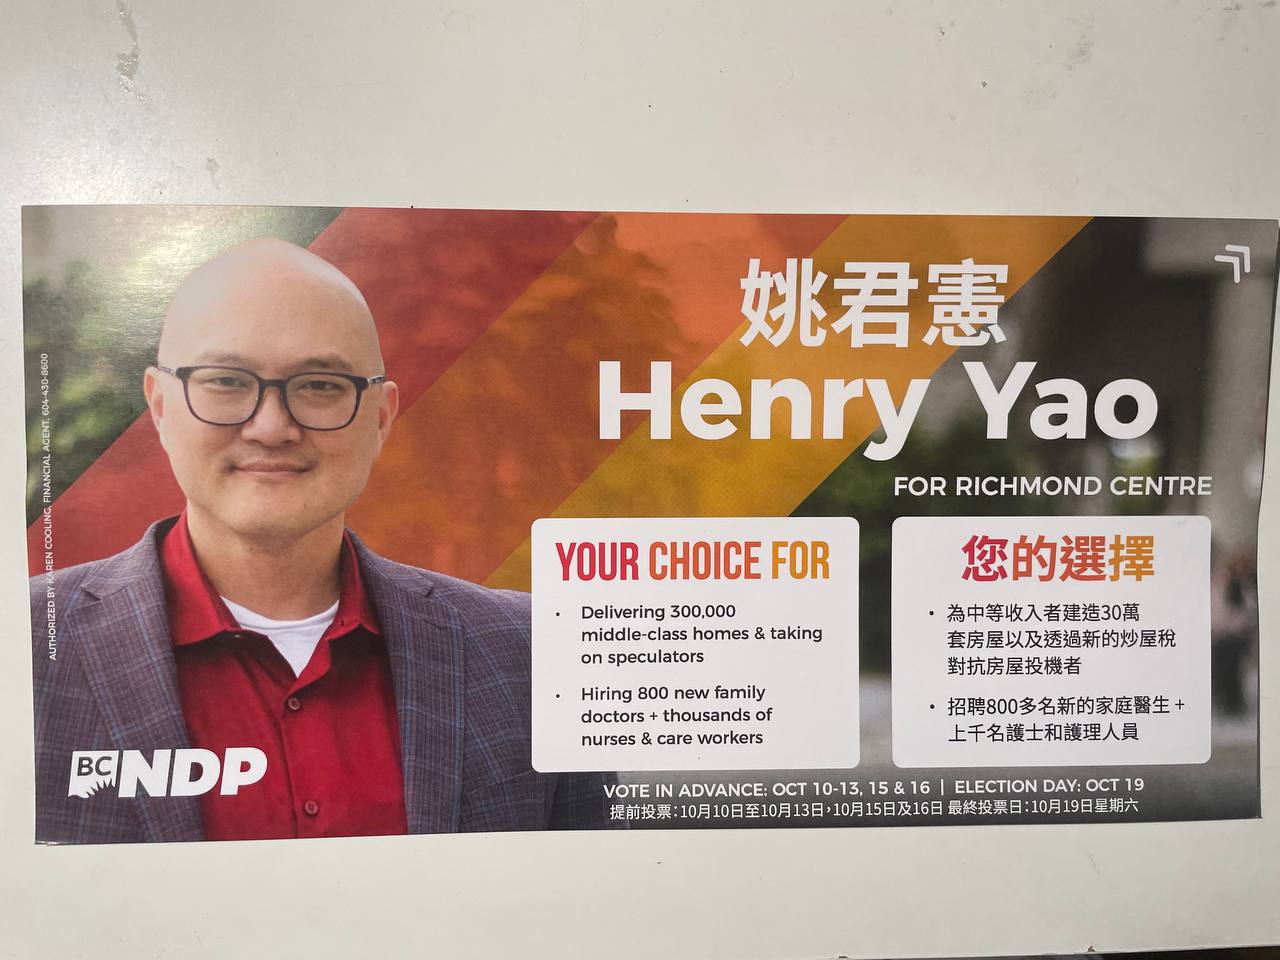 姚君憲
Henry Yao
FOR RICHMOND CENTRE
YOUR CHOICE FOR
• Delivering 300,000
middle-class homes & taking
on speculators
• Hiring 800 new family
doctors + thousands of
nurses & care workers
您的選擇
• 為中等收入者建造30萬
套房屋以及透過新的炒屋稅
對抗房屋投機者
• 招聘800多名新的家庭醫生 +
上千名護士和護理人員
VOTE IN ADVANCE: OCT 10-13, 15 & 16 | ELECTION DAY: OCT 19
提前投票：10月10日至10月13日，10月15日及16日 最終投票日：10月19日星期六
BC NDP
AUTHORIZED BY KAREN COOLING, FINANCIAL AGENT, 604-430-8600